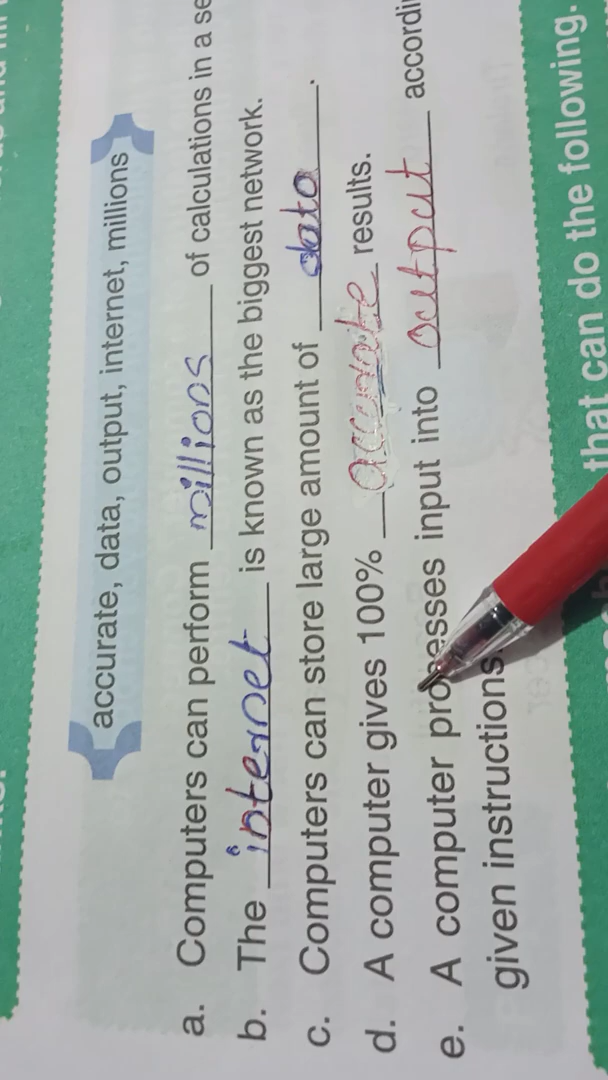 accurate, data, output, internet, millions
a. Computers can perform millions of calculations in a se
b. The internet is known as the biggest network.
c. Computers can store large amount of data.
d. A computer gives 100% accurate results.
e. A computer processes input into output accordi
given instructions
that can do the following.